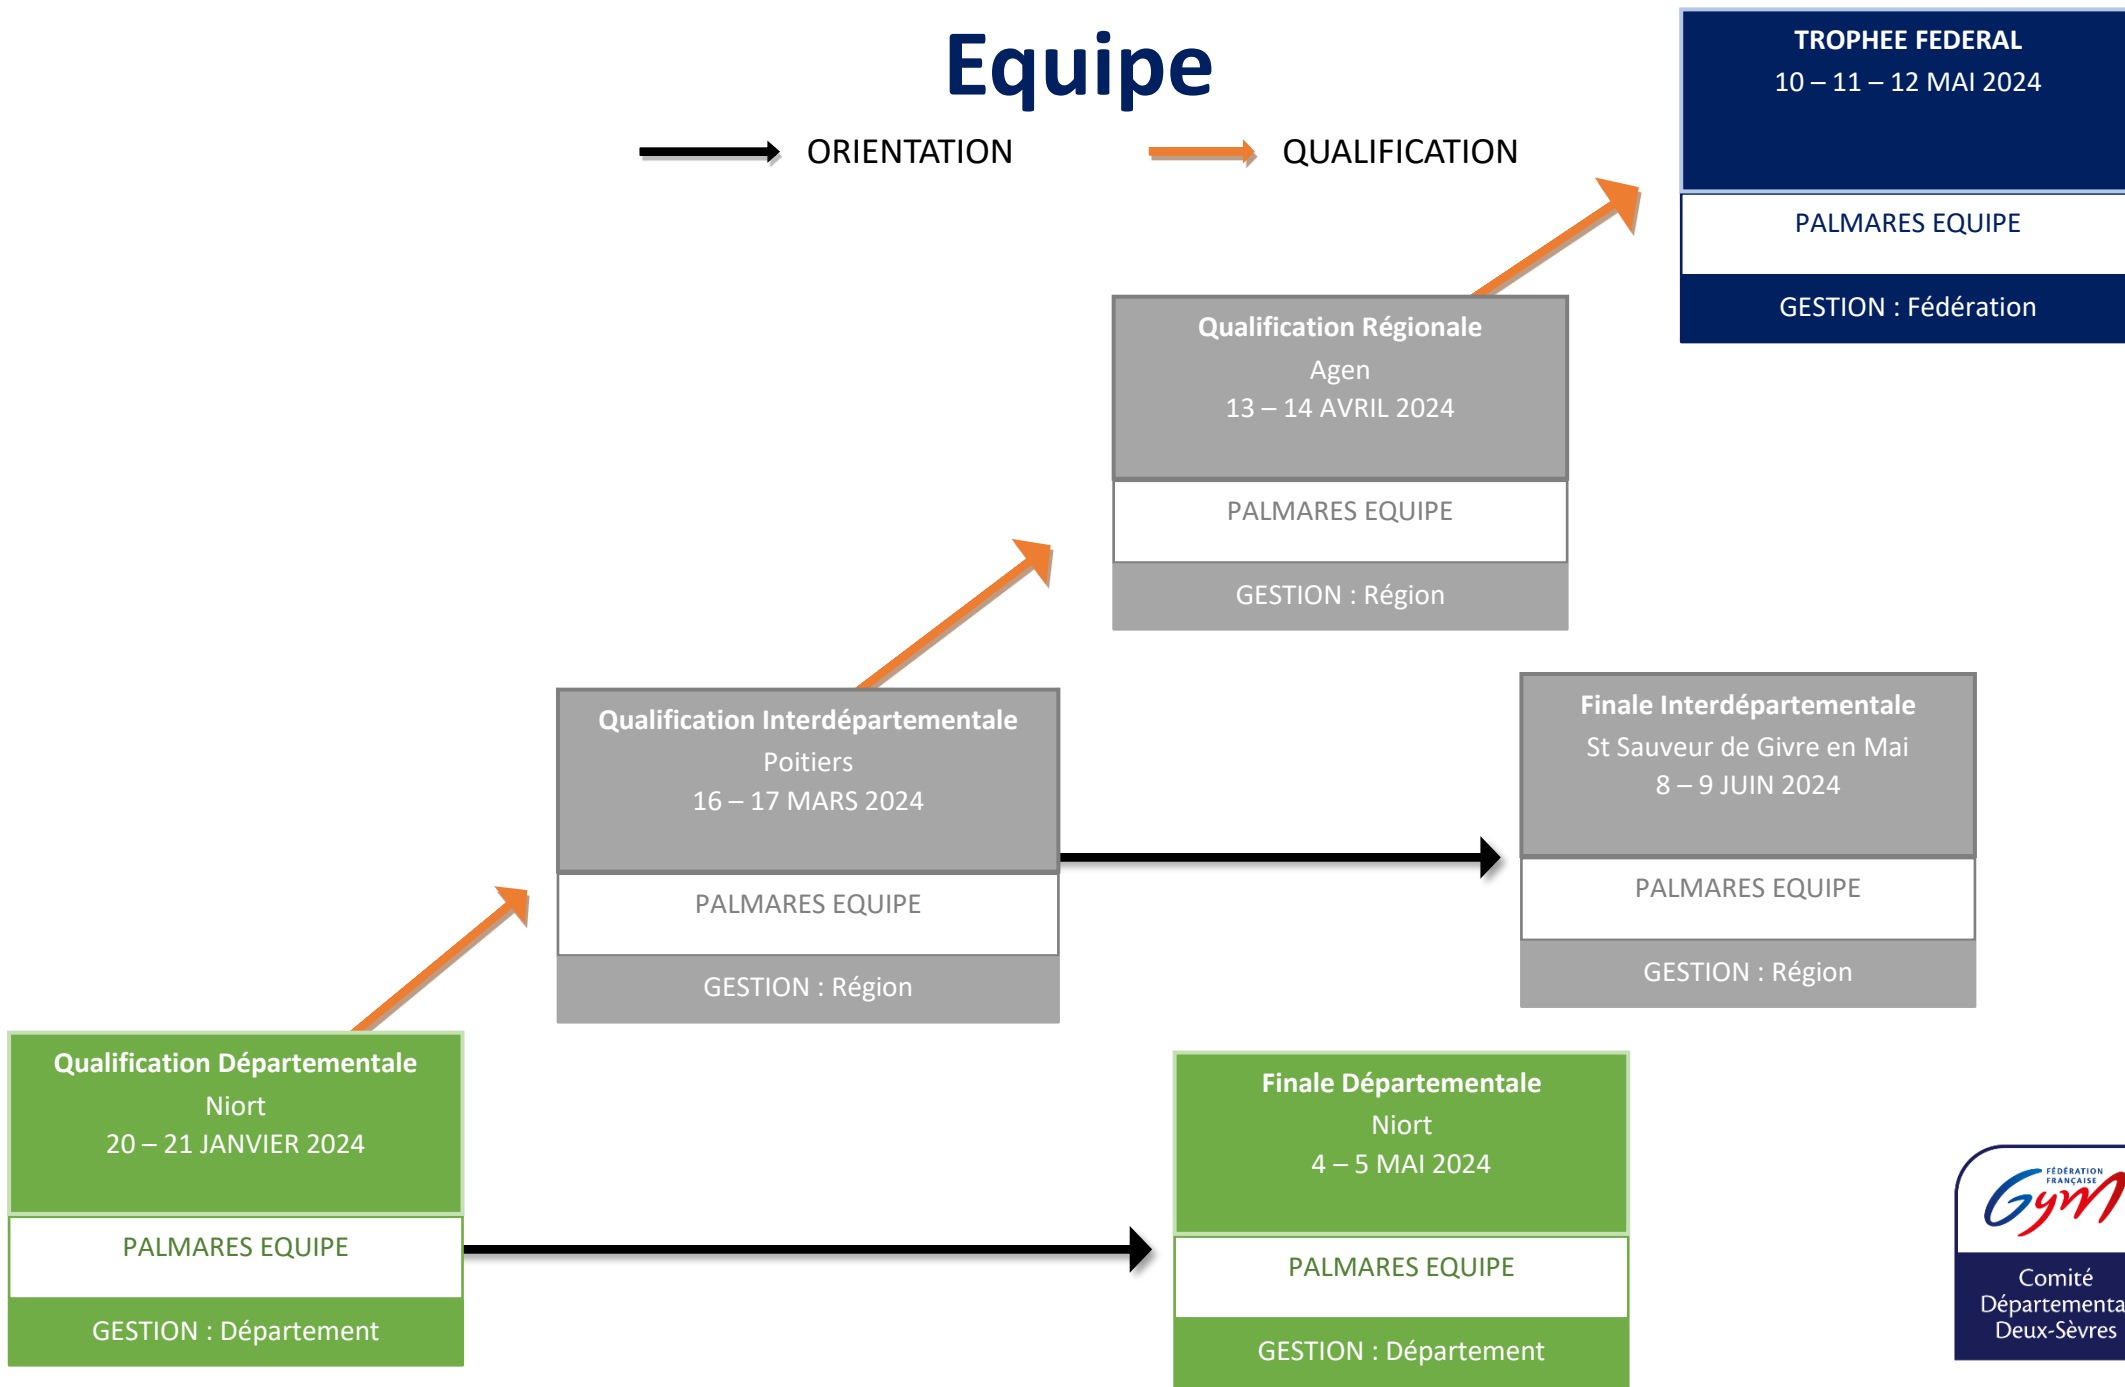 Equipe
ORIENTATION
QUALIFICATION
TROPHEE FEDERAL
10 – 11 – 12 MAI 2024
PALMARES EQUIPE
GESTION : Fédération
Qualification Régionale
Agen
13 – 14 AVRIL 2024
PALMARES EQUIPE
GESTION : Région
Qualification Interdépartementale
Poitiers
16 – 17 MARS 2024
PALMARES EQUIPE
GESTION : Région
Finale Interdépartementale
St Sauveur de Givre en Mai
8 – 9 JUIN 2024
PALMARES EQUIPE
GESTION : Région
Qualification Départementale
Niort
20 – 21 JANVIER 2024
PALMARES EQUIPE
GESTION : Département
Finale Départementale
Niort
4 – 5 MAI 2024
PALMARES EQUIPE
GESTION : Département
FÉDÉRATION
FRANÇAISE
Gym
Comité
Départementa
Deux-Sèvres